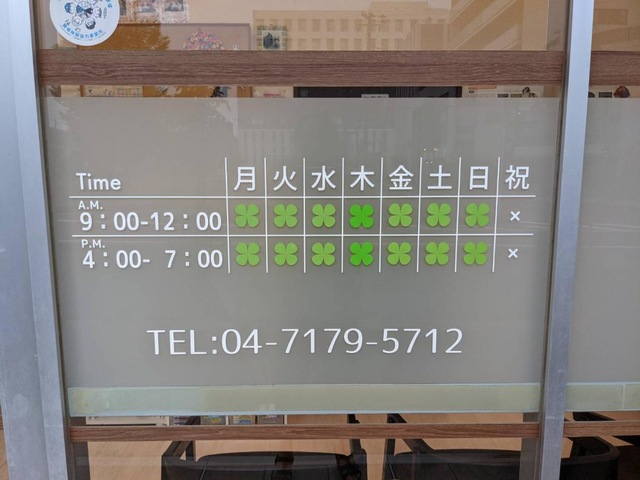 Time 月 火 水 木 金 土 日 祝
A.M.
9:00-12:00 ×
P.M.
4:00- 7:00 ×
TEL:04-7179-5712